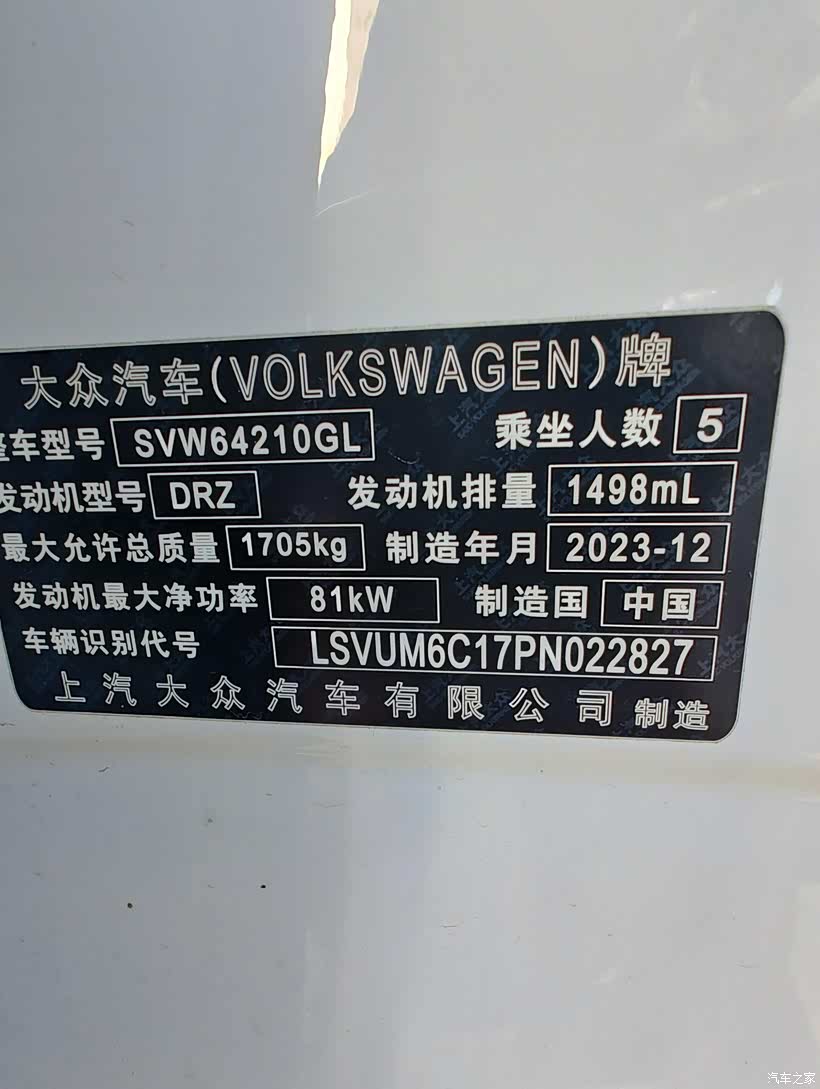 大众汽车(VOLKSWAGEN)牌
整车型号 SVW64210GL 乘坐人数 5
发动机型号 DRZ 发动机排量 1498mL
最大允许总质量 1705kg 制造年月 2023-12
发动机最大净功率 81kW 制造国 中国
车辆识别代号 LSVUM6C17PN022827
上汽大众汽车有限公司 制造
汽车之家